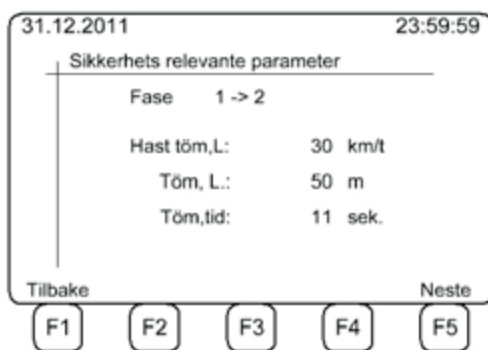 31.12.2011 23:59:59
Sikkerhets relevante parameter
Fase 1 -> 2
Hast töm,L: 30 km/t
Töm, L.: 50 m
Töm,tid: 11 sek.
Tilbake Neste
F1 F2 F3 F4 F5